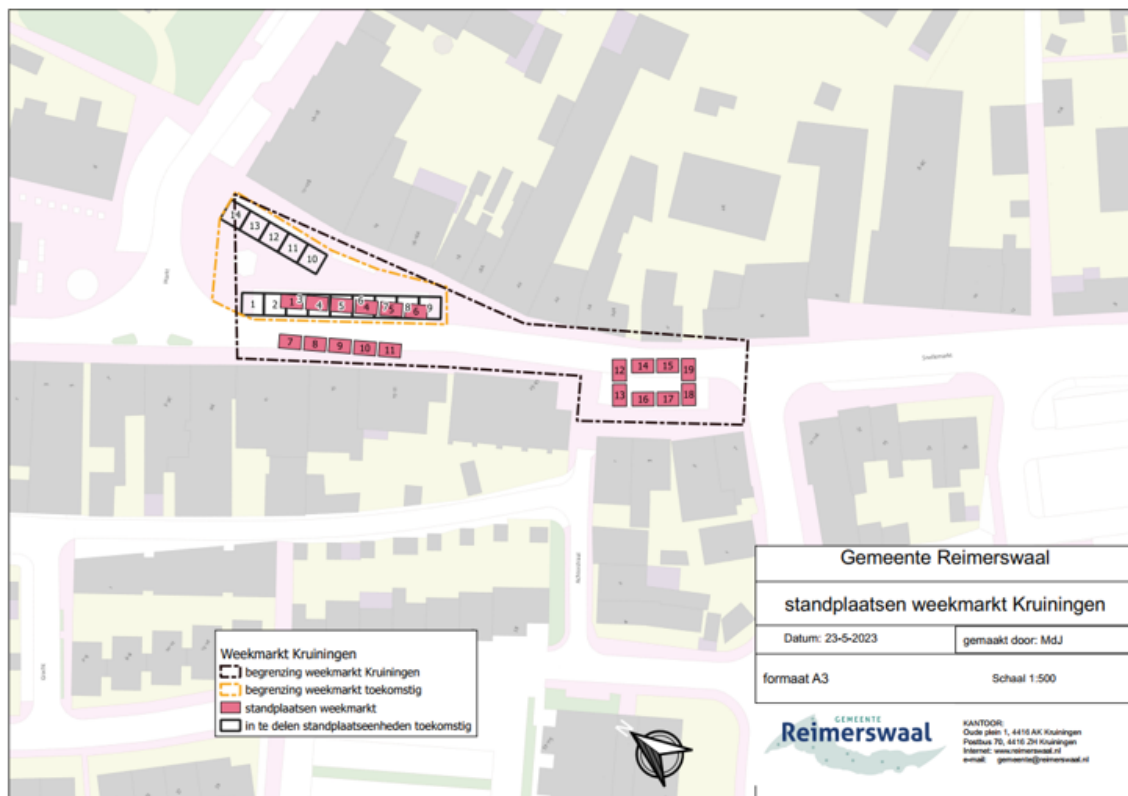 14
13
12
11
10
1
2
1
3
4
5
6
4
7
5
8
6
9
7
8
9
10
11
12
14
15
19
13
16
17
18
Markt
Snellemarkt
Gracht
Weekmarkt Kruiningen
begrenzing weekmarkt Kruiningen
begrenzing weekmarkt toekomstig
standplaatsen weekmarkt
in te delen standplaatseenheden toekomstig
N
Gemeente Reimerswaal
standplaatsen weekmarkt Kruiningen
Datum: 23-5-2023
gemaakt door: MdJ
formaat A3
Schaal 1:500
GEMEENTE
Reimerswaal
KANTOOR:
Oude plein 1, 4416 AK Kruiningen
Postbus 70, 4416 ZH Kruiningen
Internet: www.reimerswaal.nl
e-mail: gemeente@reimerswaal.nl